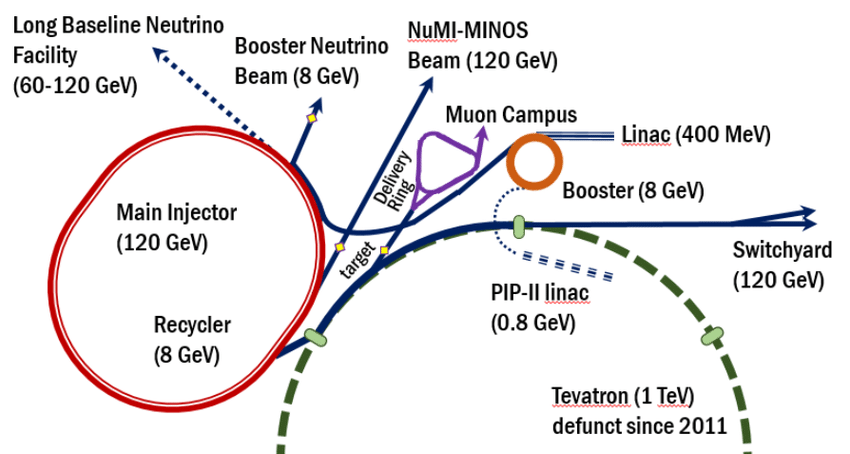 Long Baseline Neutrino
Facility
(60-120 GeV)
Booster Neutrino
Beam (8 GeV)
NuMI-MINOS
Beam (120 GeV)
Muon Campus
Linac (400 MeV)
Delivery
Ring
Booster (8 GeV)
Main Injector
(120 GeV)
target
Switchyard
(120 GeV)
PIP-II linac
(0.8 GeV)
Recycler
(8 GeV)
Tevatron (1 TeV)
defunct since 2011